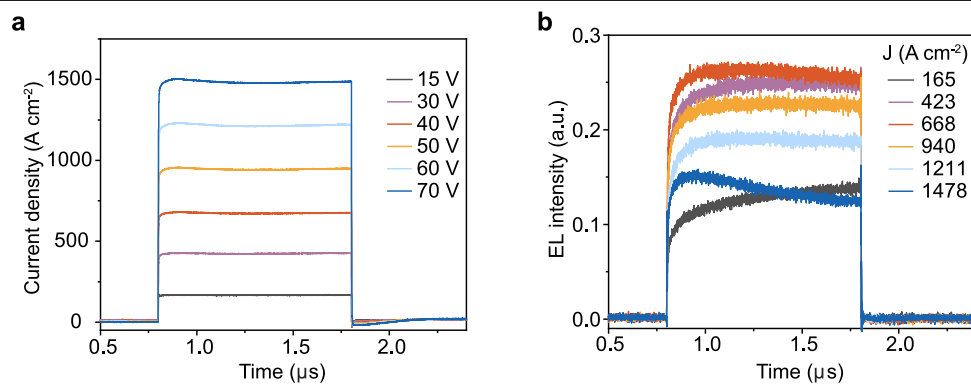 a
Current density (A cm⁻²)
1500
1000
500
0
0.5
1.0
1.5
2.0
Time (µs)
15 V
30 V
40 V
50 V
60 V
70 V
b
EL intensity (a.u.)
0.3
0.2
0.1
0.0
0.5
1.0
1.5
2.0
Time (µs)
J (A cm⁻²)
165
423
668
940
1211
1478